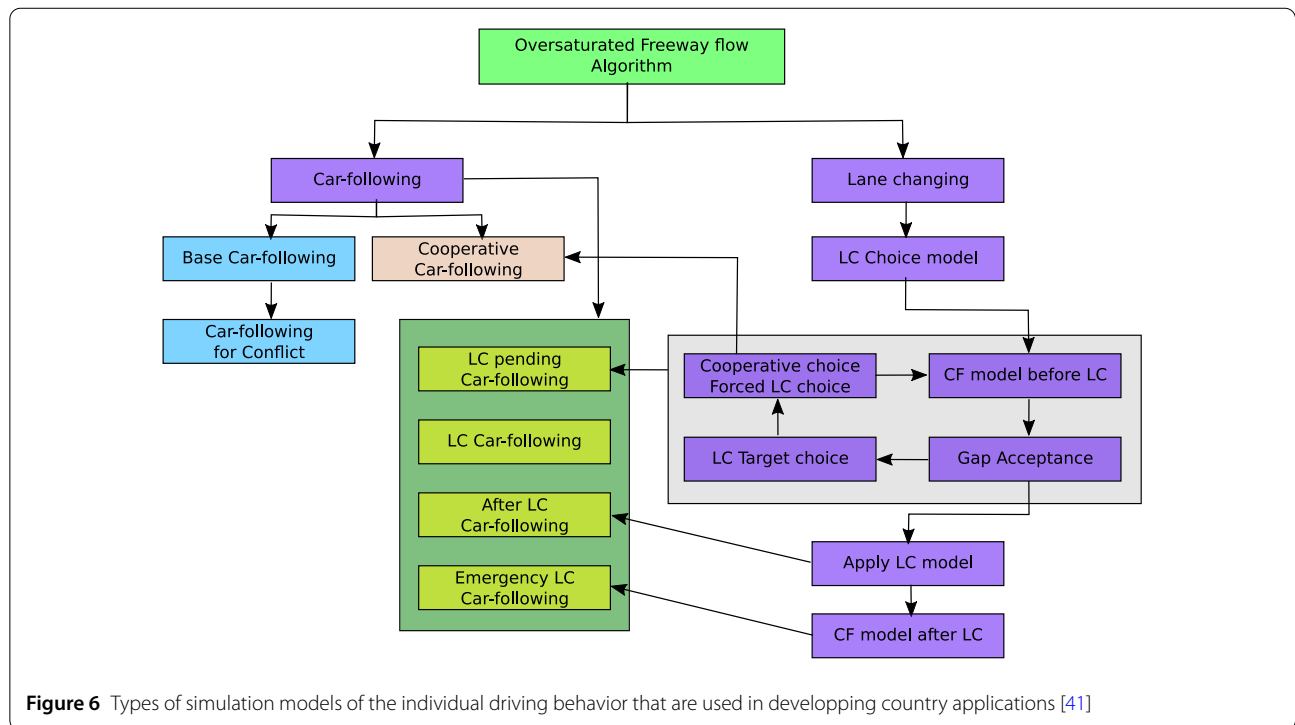 Oversaturated Freeway flow
Algorithm
Car-following
Lane changing
Base Car-following
Cooperative
Car-following
LC Choice model
Car-following
for Conflict
LC pending
Car-following
Cooperative choice
Forced LC choice
CF model before LC
LC Car-following
LC Target choice
Gap Acceptance
After LC
Car-following
Apply LC model
Emergency LC
Car-following
CF model after LC
Figure 6 Types of simulation models of the individual driving behavior that are used in developping country applications [41]